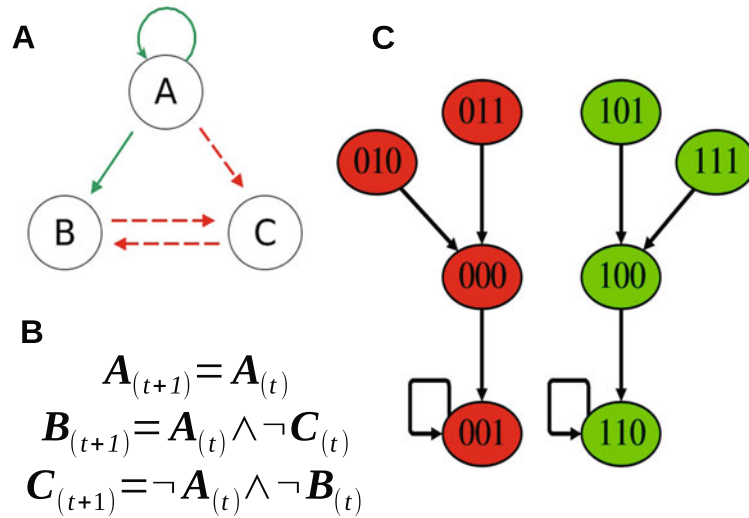 A
A
B
C
B
A(t+1)=A(t)
B(t+1)=A(t)∧¬C(t)
C(t+1)=¬A(t)∧¬B(t)
C
011
101
010
111
000
100
001
110